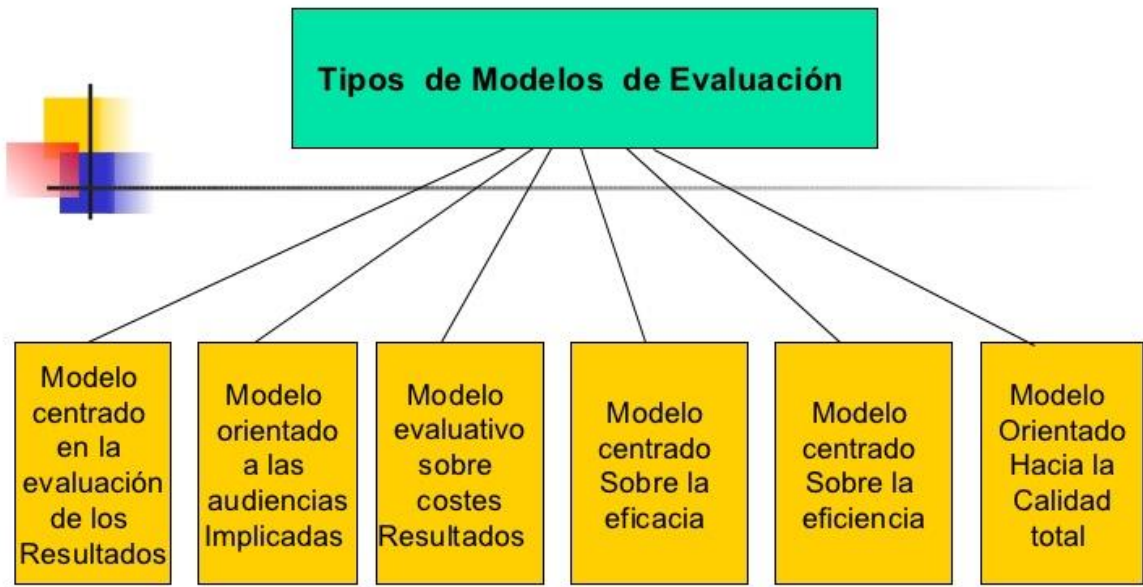 Tipos de Modelos de Evaluación
Modelo
centrado
en la
evaluación
de los
Resultados
Modelo
orientado
a las
audiencias
Implicadas
Modelo
evaluativo
sobre
costes
Resultados
Modelo
centrado
Sobre la
eficacia
Modelo
centrado
Sobre la
eficiencia
Modelo
Orientado
Hacia la
Calidad
total